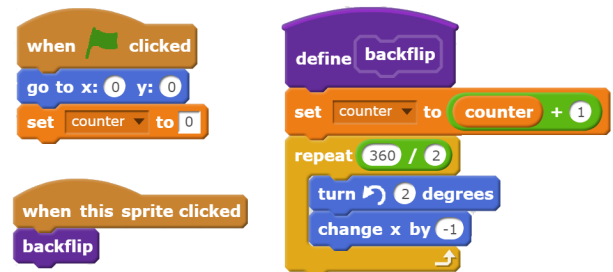 when clicked
go to x: 0 y: 0
set counter to 0
when this sprite clicked
backflip
define backflip
set counter to counter + 1
repeat 360 / 2
turn 2 degrees
change x by -1